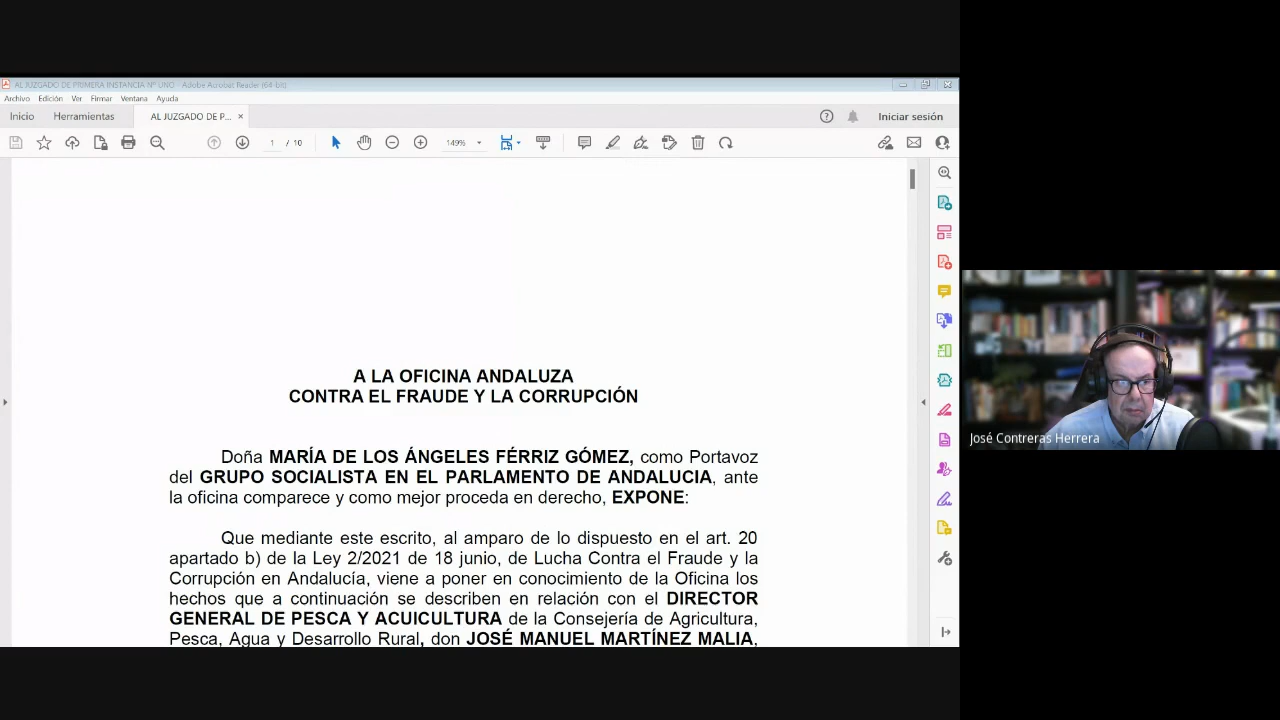 AL JUZGADO DE PRIMERA INSTANCIA Nº UNO - Adobe Acrobat Reader (64-bit)
Archivo Edición Ver Firmar Ventana Ayuda
Inicio Herramientas AL JUZGADO DE P... × Iniciar sesión
1 / 10 149%
A LA OFICINA ANDALUZA
CONTRA EL FRAUDE Y LA CORRUPCIÓN
Doña MARÍA DE LOS ÁNGELES FÉRRIZ GÓMEZ, como Portavoz
del GRUPO SOCIALISTA EN EL PARLAMENTO DE ANDALUCIA, ante
la oficina comparece y como mejor proceda en derecho, EXPONE:
Que mediante este escrito, al amparo de lo dispuesto en el art. 20
apartado b) de la Ley 2/2021 de 18 junio, de Lucha Contra el Fraude y la
Corrupción en Andalucía, viene a poner en conocimiento de la Oficina los
hechos que a continuación se describen en relación con el DIRECTOR
GENERAL DE PESCA Y ACUICULTURA de la Consejería de Agricultura,
Pesca, Agua y Desarrollo Rural, don JOSÉ MANUEL MARTÍNEZ MALIA,
José Contreras Herrera